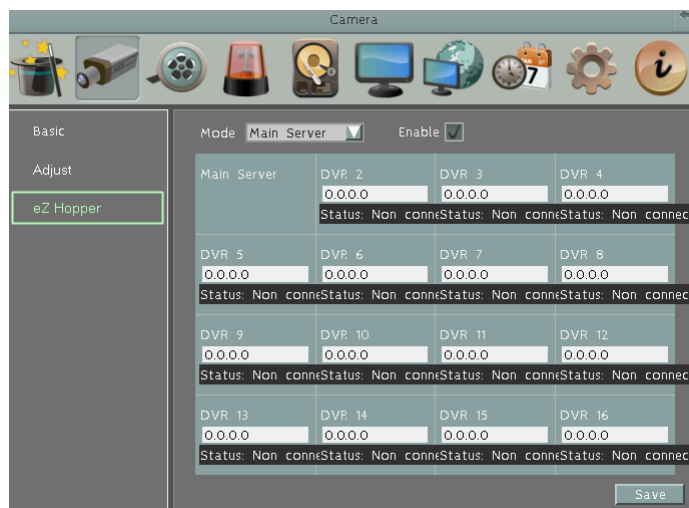 Camera
7
i
Basic
Adjust
eZ Hopper
Mode Main Server Enable
Main Server DVR 2 DVR 3 DVR 4
0.0.0.0 0.0.0.0 0.0.0.0
Status: Non conne Status: Non conne Status: Non connec
DVR 5 DVR 6 DVR 7 DVR 8
0.0.0.0 0.0.0.0 0.0.0.0 0.0.0.0
Status: Non conne Status: Non conne Status: Non conne Status: Non connec
DVR 9 DVR 10 DVR 11 DVR 12
0.0.0.0 0.0.0.0 0.0.0.0 0.0.0.0
Status: Non conne Status: Non conne Status: Non conne Status: Non connec
DVR 13 DVR 14 DVR 15 DVR 16
0.0.0.0 0.0.0.0 0.0.0.0 0.0.0.0
Status: Non conne Status: Non conne Status: Non conne Status: Non connec
Save